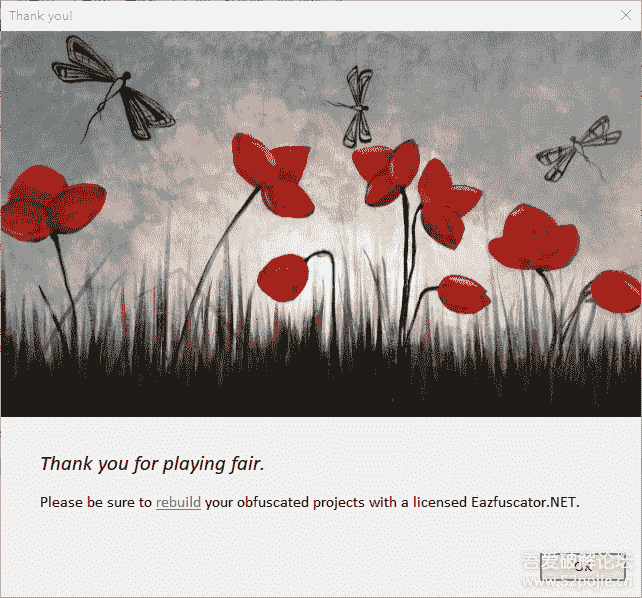 Thank you!
Thank you for playing fair.
Please be sure to rebuild your obfuscated projects with a licensed Eazfuscator.NET.
OK
吾爱破解论坛
www.52pojie.cn